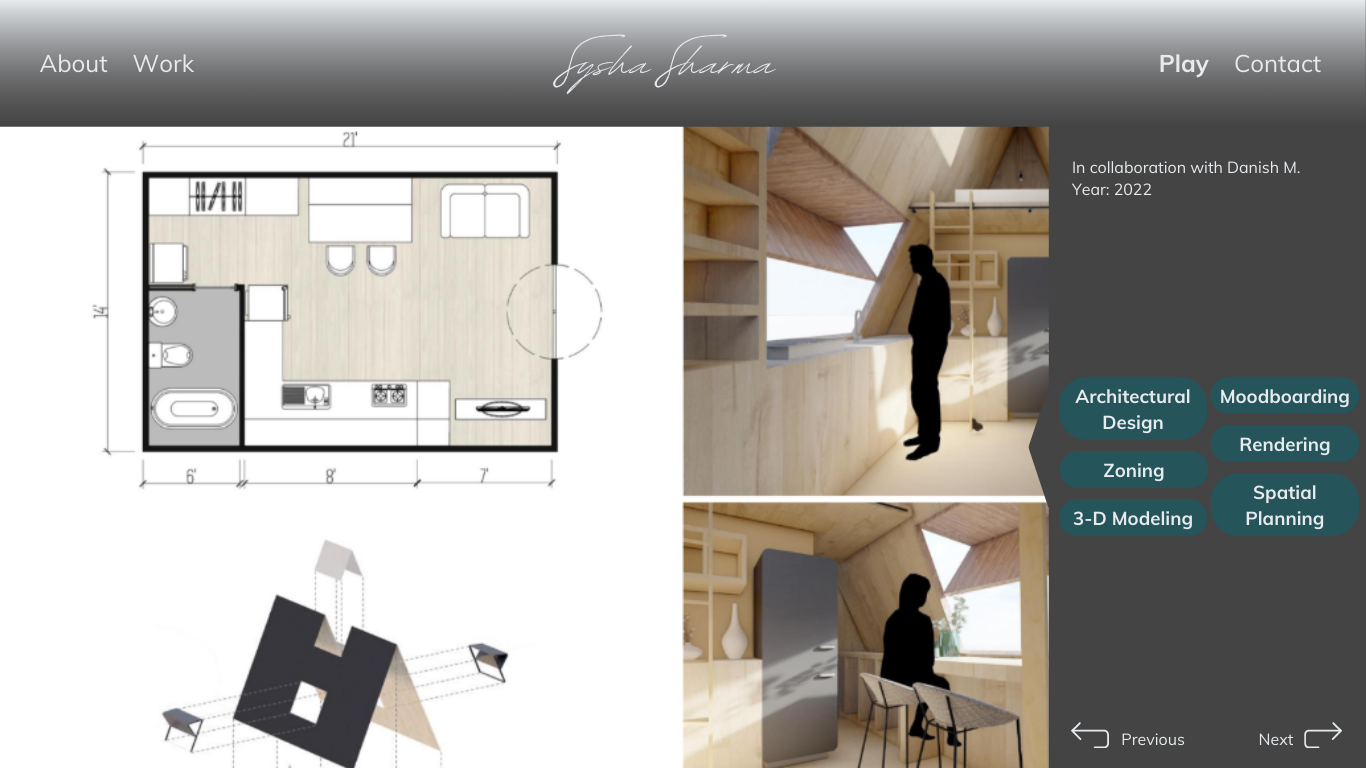 About Work
Sysha Sharma
Play Contact
21'
14'
6' 8' 7'
In collaboration with Danish M.
Year: 2022
Architectural
Design
Zoning
3-D Modeling
Moodboarding
Rendering
Spatial
Planning
Previous
Next